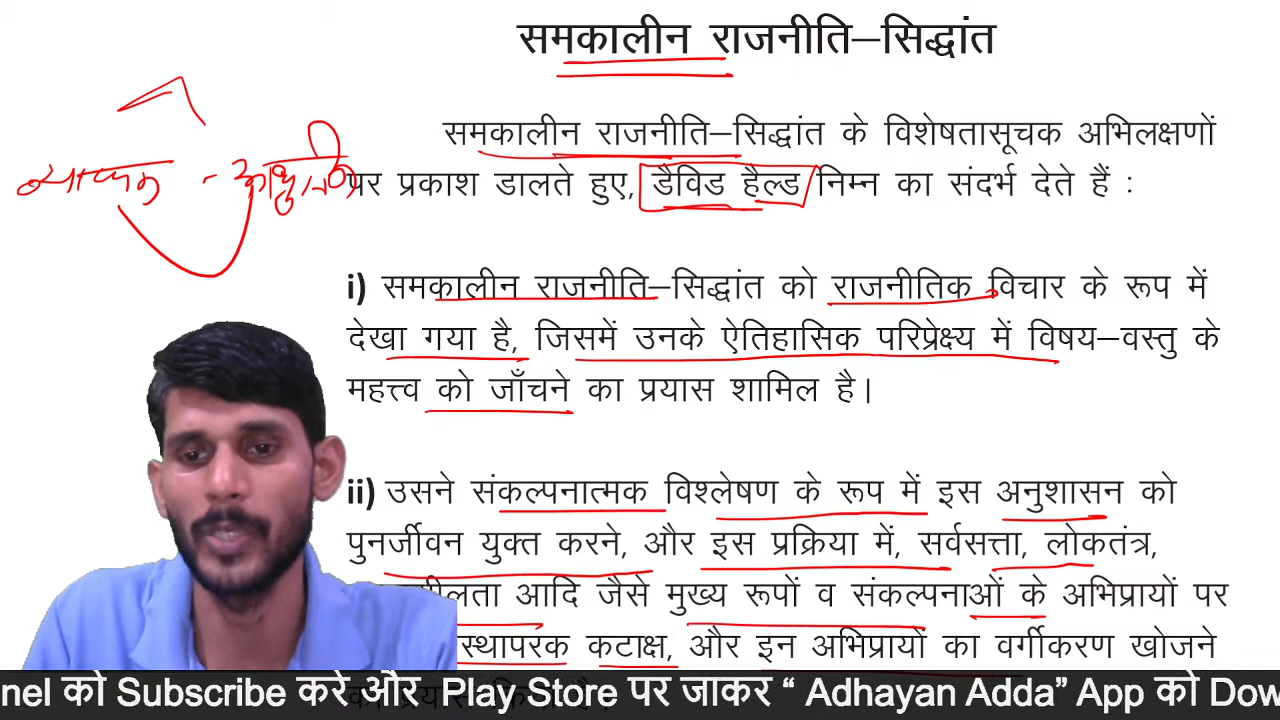 समकालीन राजनीति–सिद्धांत
समकालीन राजनीति–सिद्धांत के विशेषतासूचक अभिलक्षणों
पर प्रकाश डालते हुए, डैविड हैल्ड निम्न का संदर्भ देते हैं :
व्यापक - आधुनिक
i) समकालीन राजनीति–सिद्धांत को राजनीतिक विचार के रूप में
देखा गया है, जिसमें उनके ऐतिहासिक परिप्रेक्ष्य में विषय–वस्तु के
महत्त्व को जाँचने का प्रयास शामिल है।
ii) उसने संकल्पनात्मक विश्लेषण के रूप में इस अनुशासन को
पुनर्जीवन युक्त करने, और इस प्रक्रिया में, सर्वसत्ता, लोकतंत्र,
आदि जैसे मुख्य रूपों व संकल्पनाओं के अभिप्रायों पर
कटाक्ष, और इन अभिप्रायों का वर्गीकरण खोजने
nel को Subscribe करे और Play Store पर जाकर “ Adhayan Adda” App को Dow